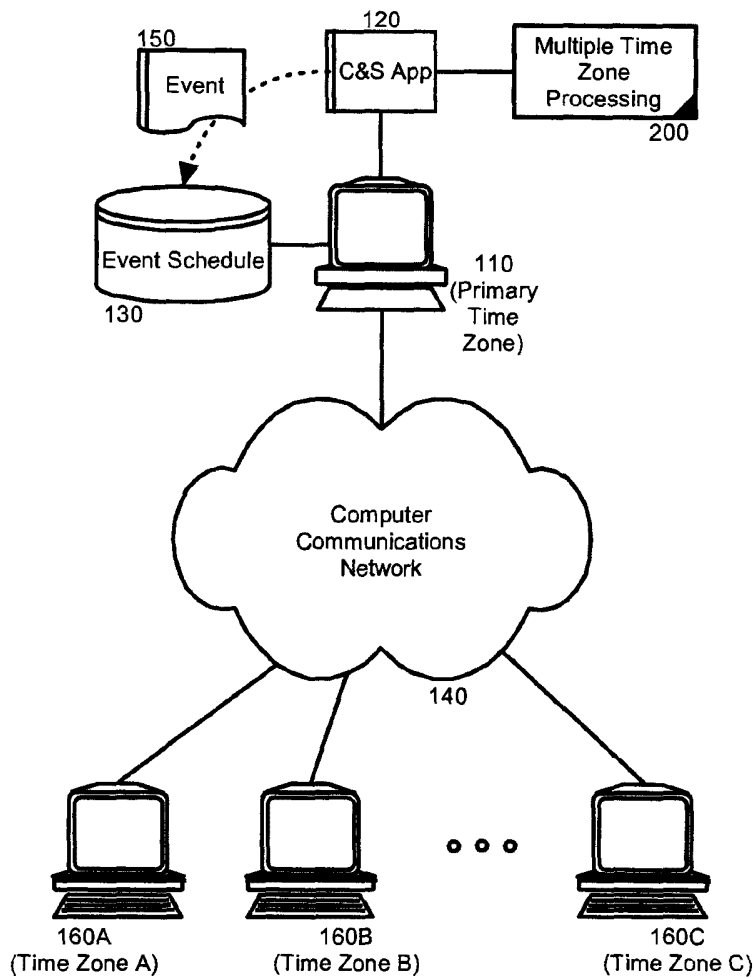 150
120
Event
C&S App
Multiple Time
Zone
Processing
200
Event Schedule
130
110
(Primary
Time
Zone)
Computer
Communications
Network
140
160A
(Time Zone A)
160B
(Time Zone B)
160C
(Time Zone C)